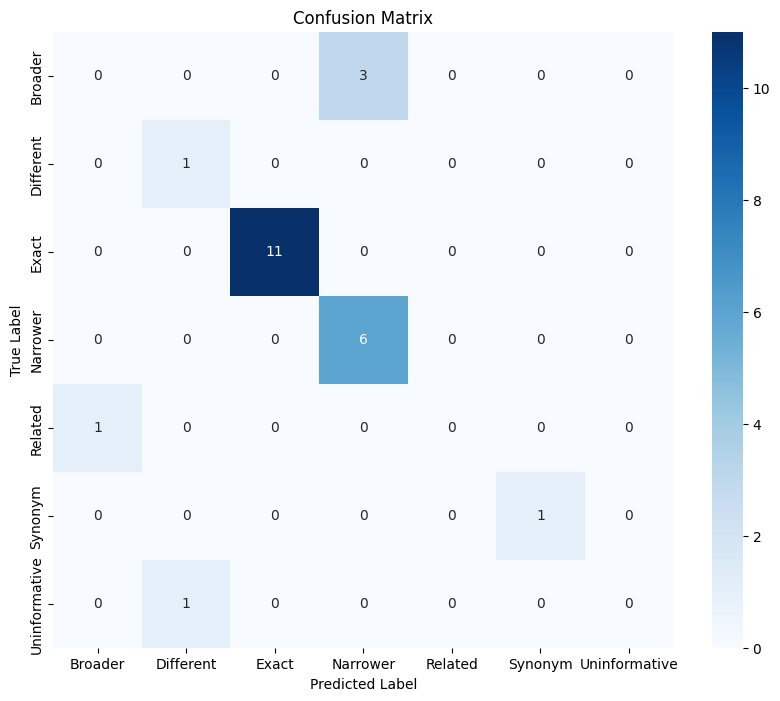 Confusion Matrix
Broader 0 0 0 3 0 0 0
Different 0 1 0 0 0 0 0
Exact 0 0 11 0 0 0 0
Narrower 0 0 0 6 0 0 0
Related 1 0 0 0 0 0 0
Synonym 0 0 0 0 0 1 0
Uninformative 0 1 0 0 0 0 0
True Label
Broader Different Exact Narrower Related Synonym Uninformative
Predicted Label
10
8
6
4
2
0